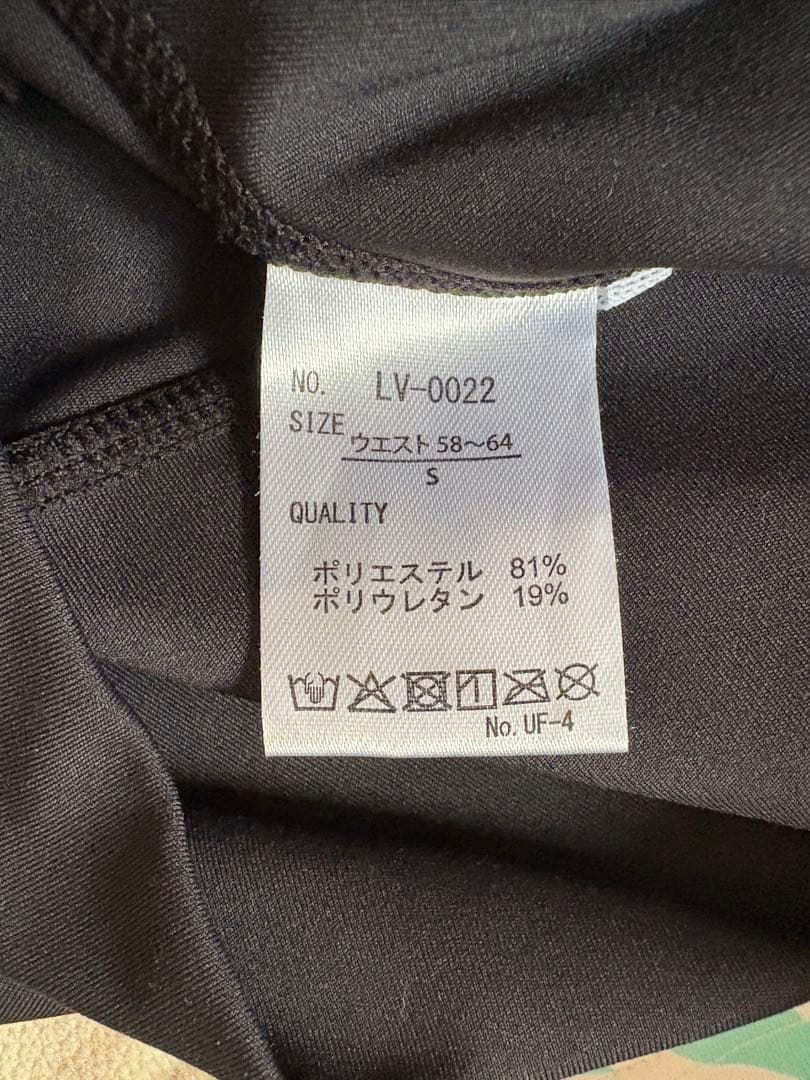 NO. LV-0022
SIZE
ウエスト 58〜64
S
QUALITY
ポリエステル 81%
ポリウレタン 19%
No. UF-4